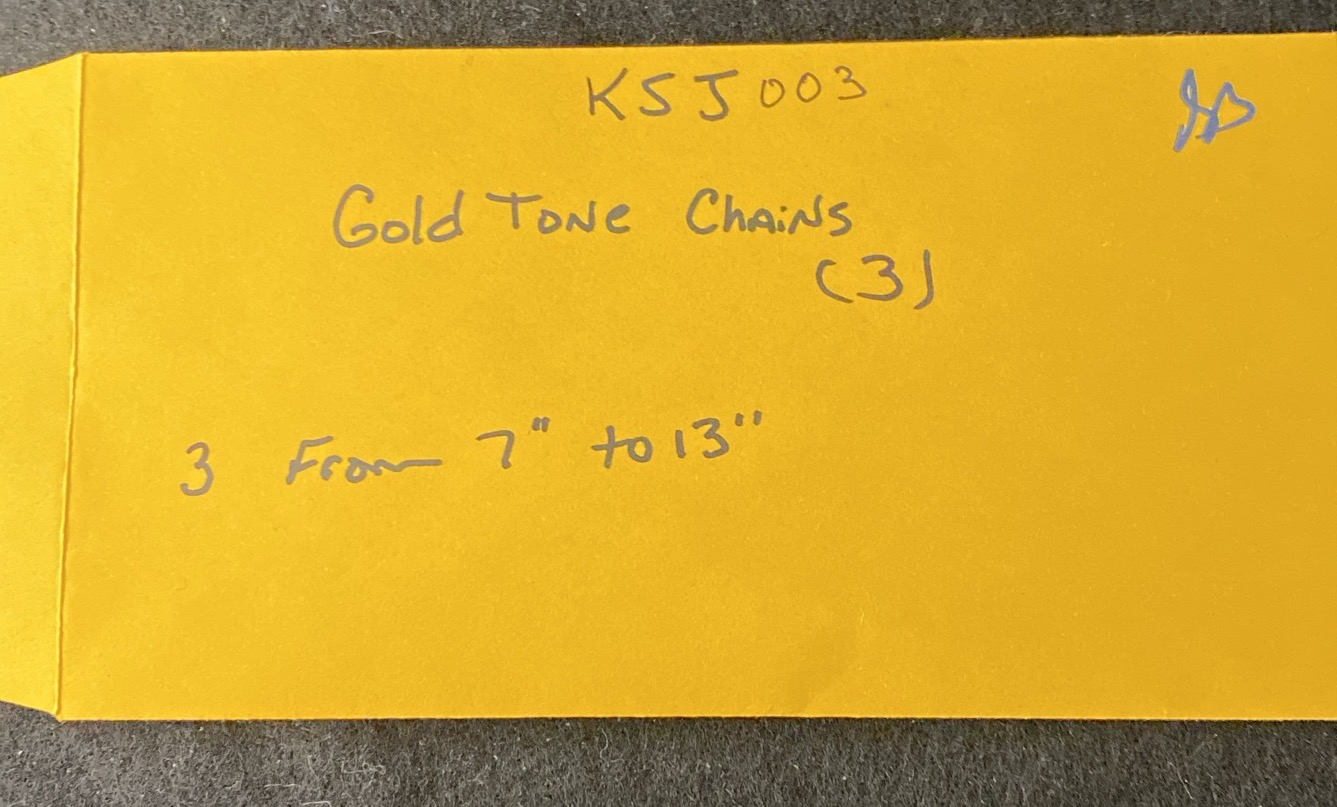 KSJ003
Gold Tone Chains
(3)
3 From 7" to 13"